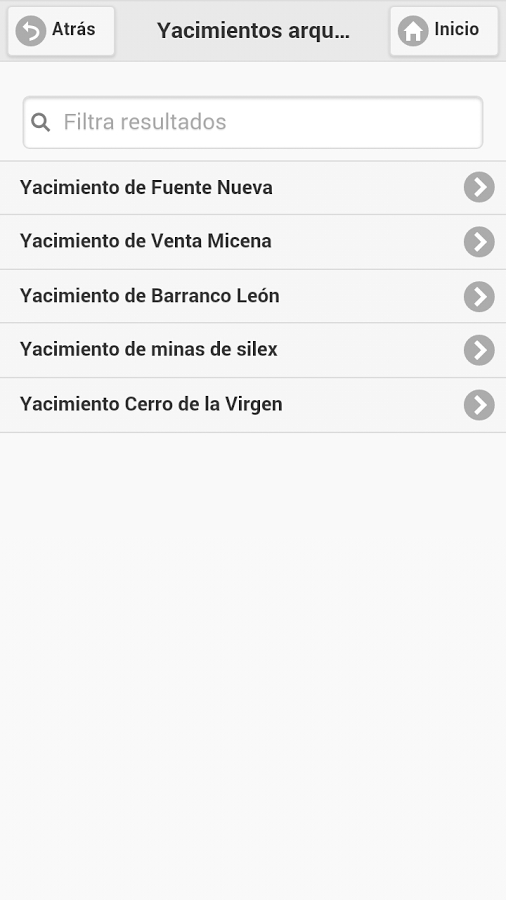 Atrás
Yacimientos arqu...
Inicio
Filtra resultados
Yacimiento de Fuente Nueva
Yacimiento de Venta Micena
Yacimiento de Barranco León
Yacimiento de minas de silex
Yacimiento Cerro de la Virgen